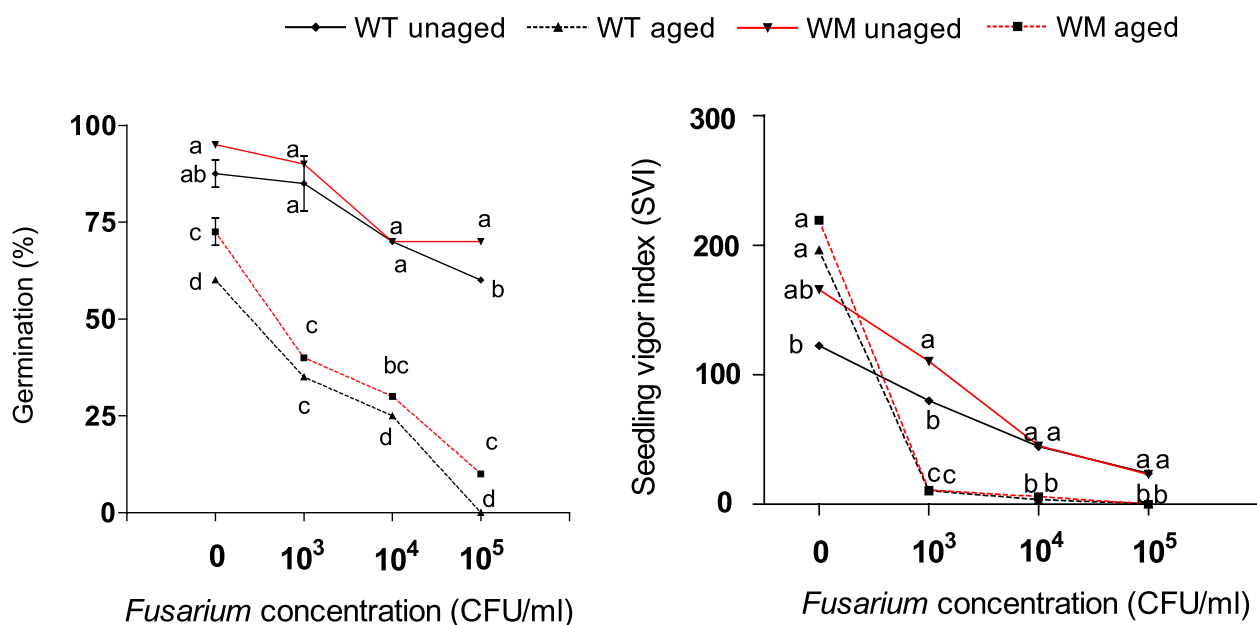 WT unaged WT aged WM unaged WM aged
Germination (%)
100
75
50
25
0
a
a
ab
a
a
a
a
b
c
c
bc
c
d
c
d
d
0 10³ 10⁴ 10⁵
Fusarium concentration (CFU/ml)
Seedling vigor index (SVI)
300
200
100
0
a
a
ab
a
b
b
a a
a a
c c
b b
b b
0 10³ 10⁴ 10⁵
Fusarium concentration (CFU/ml)